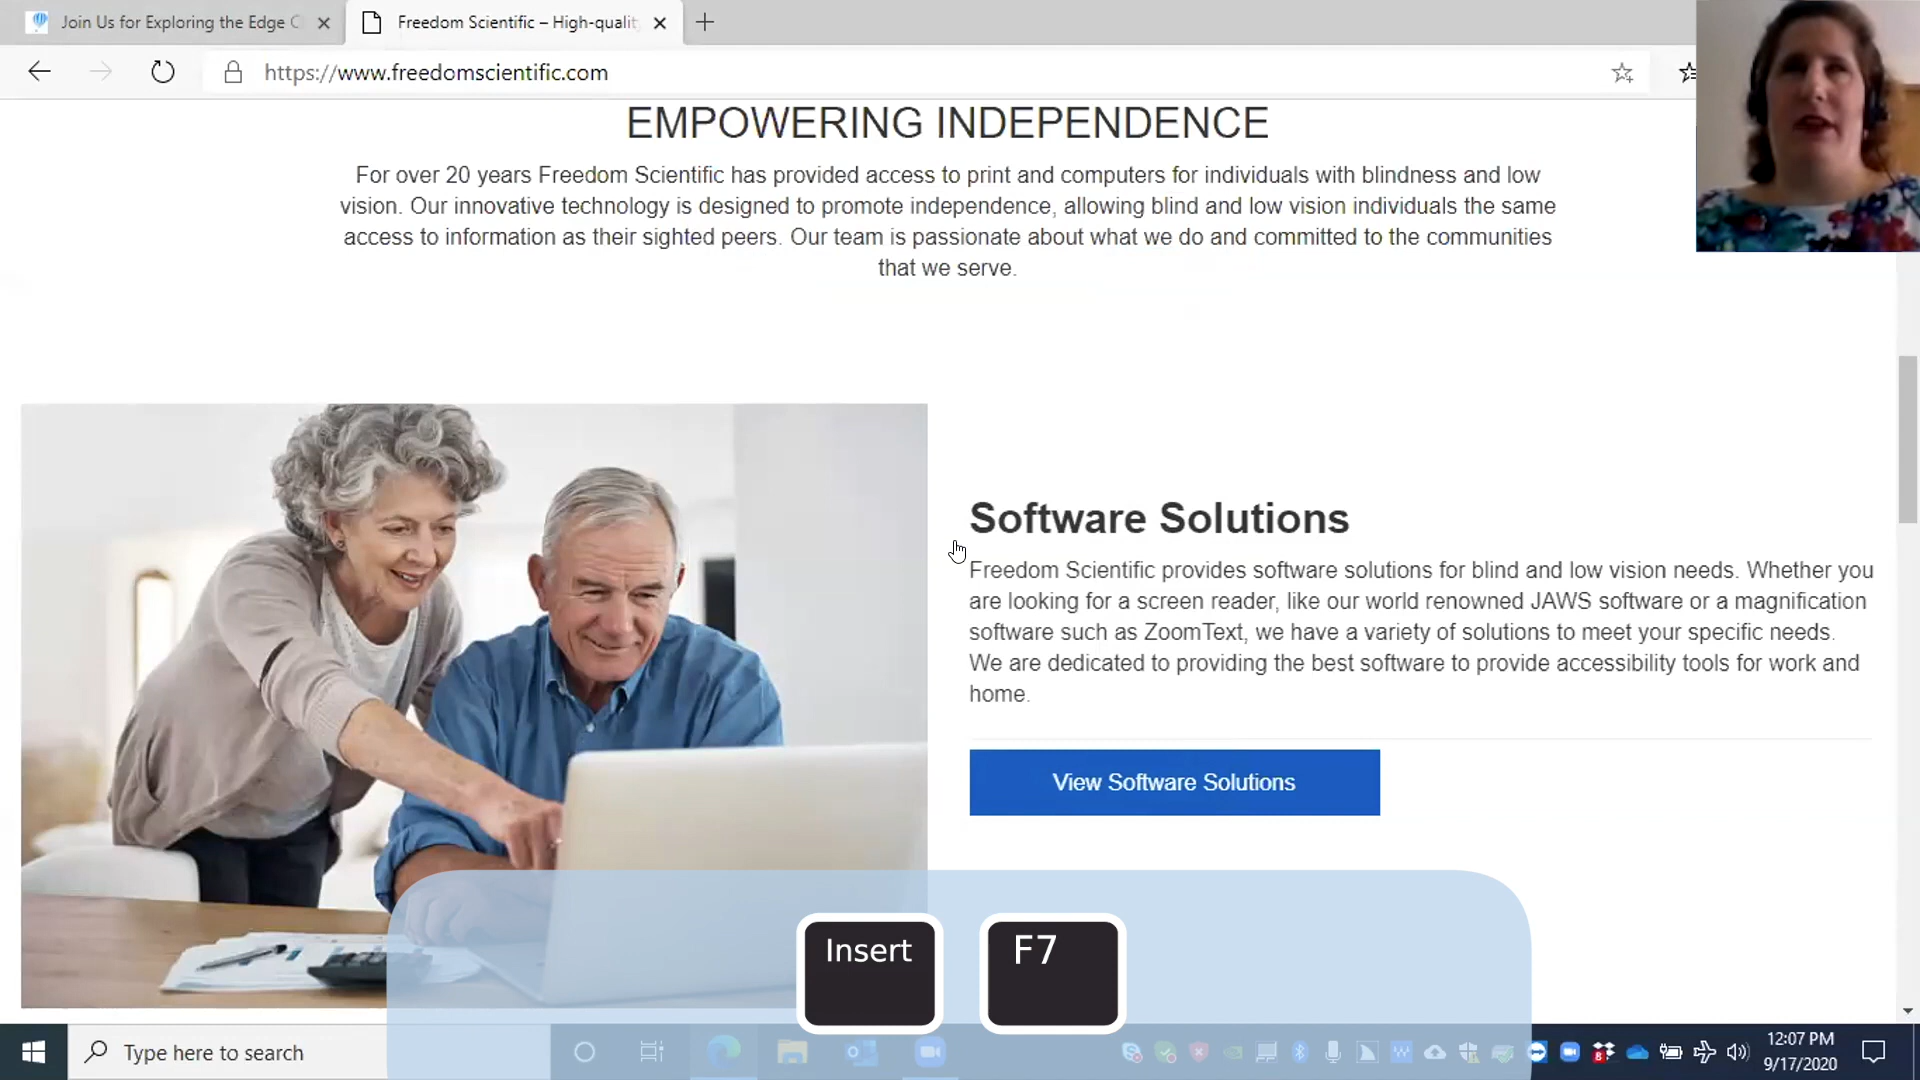 Join Us for Exploring the Edge C
Freedom Scientific – High-qualit
https://www.freedomscientific.com
EMPOWERING INDEPENDENCE
For over 20 years Freedom Scientific has provided access to print and computers for individuals with blindness and low
vision. Our innovative technology is designed to promote independence, allowing blind and low vision individuals the same
access to information as their sighted peers. Our team is passionate about what we do and committed to the communities
that we serve.
Software Solutions
Freedom Scientific provides software solutions for blind and low vision needs. Whether you
are looking for a screen reader, like our world renowned JAWS software or a magnification
software such as ZoomText, we have a variety of solutions to meet your specific needs.
We are dedicated to providing the best software to provide accessibility tools for work and
home.
View Software Solutions
Insert
F7
Type here to search
12:07 PM
9/17/2020